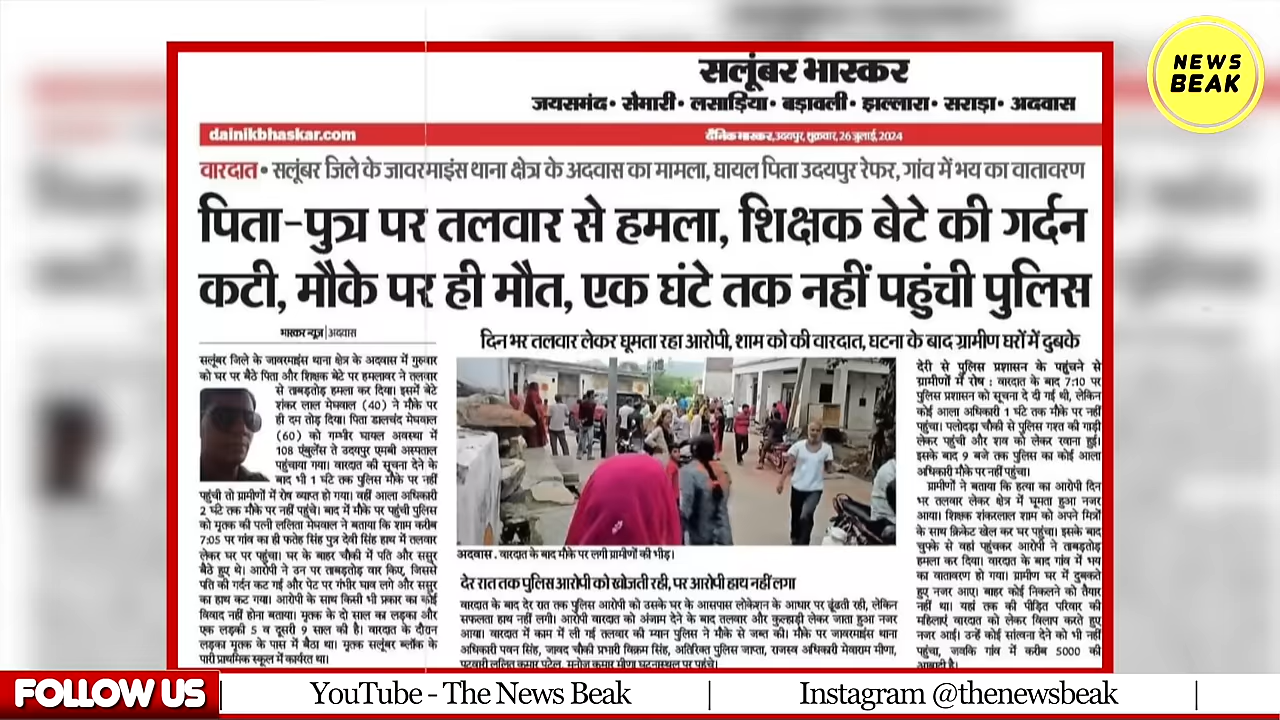 NEWS
BEAK
सलूंबर भास्कर
जयसमंद• सेमारी• लसाड़िया• बड़ावली• झल्लारा• सराड़ा• अदवास
dainikbhaskar.com
दैनिक भास्कर, उदयपुर, शुक्रवार, 26 जुलाई, 2024
वारदात • सलूंबर जिले के जावरमाइंस थाना क्षेत्र के अदवास का मामला, घायल पिता उदयपुर रेफर, गांव में भय का वातावरण
पिता-पुत्र पर तलवार से हमला, शिक्षक बेटे की गर्दन
कटी, मौके पर ही मौत, एक घंटे तक नहीं पहुंची पुलिस
भास्कर न्यूज | अदवास
सलूंबर जिले के जावरमाइंस थाना क्षेत्र के अदवास में गुरुवार
को घर पर बैठे पिता और शिक्षक बेटे पर हमलावर ने तलवार
से ताबड़तोड़ हमला कर दिया। इसमें बेटे
शंकर लाल मेघवाल (40) ने मौके पर
ही दम तोड़ दिया। पिता डालचंद मेघवाल
(60) को गम्भीर घायल अवस्था में
108 एंबुलेंस ते उदयपुर एमबी अस्पताल
पहुंचाया गया। वारदात की सूचना देने के
बाद भी 1 घंटे तक पुलिस मौके पर नहीं
पहुंची तो ग्रामीणों में रोष व्याप्त हो गया। वहीं आला अधिकारी
2 घंटे तक मौके पर नहीं पहुंचे। बाद में मौके पर पहुंची पुलिस
को मृतक की पत्नी ललिता मेघवाल ने बताया कि शाम करीब
7:05 पर गांव का ही फतेह सिंह पुत्र देवी सिंह हाथ में तलवार
लेकर घर पर पहुंचा। घर के बाहर चौकी में पति और ससुर
बैठे हुए थे। आरोपी ने उन पर ताबड़तोड़ वार किए, जिससे
पति की गर्दन कट गई और पेट पर गंभीर घाव लगे और ससुर
का हाथ कट गया। आरोपी के साथ किसी भी प्रकार का कोई
विवाद नहीं होना बताया। मृतक के दो साल का लड़का और
एक लड़की 5 व दूसरी 9 साल की है। वारदात के दौरान
लड़का मृतक के पास में बैठा था। मृतक सलूंबर ब्लॉक के
पारी प्राथमिक स्कूल में कार्यरत था।
दिन भर तलवार लेकर घूमता रहा आरोपी, शाम को की वारदात, घटना के बाद ग्रामीण घरों में दुबके
अदवास . वारदात के बाद मौके पर लगी ग्रामीणों की भीड़।
देर रात तक पुलिस आरोपी को खोजती रही, पर आरोपी हाथ नहीं लगा
वारदात के बाद देर रात तक पुलिस आरोपी को उसके घर के आसपास लोकेशन के आधार पर ढूंढती रही, लेकिन
सफलता हाथ नहीं लगी। आरोपी वारदात को अंजाम देने के बाद तलवार और कुल्हाड़ी लेकर जाता हुआ नजर
आया। वारदात में काम में ली गई तलवार की म्यान पुलिस ने मौके से जब्त की। मौके पर जावरमाइंस थाना
अधिकारी पवन सिंह, जावद चौकी प्रभारी विक्रम सिंह, अतिरिक्त पुलिस जाप्ता, राजस्व अधिकारी मेवाराम मीणा,
पटवारी ललित कुमार पटेल, मनोज कुमार मीणा घटनास्थल पर पहुंचे।
देरी से पुलिस प्रशासन के पहुंचने से
ग्रामीणों में रोष : वारदात के बाद 7:10 पर
पुलिस प्रशासन को सूचना दे दी गई थी, लेकिन
कोई आला अधिकारी 1 घंटे तक मौके पर नहीं
पहुंचा। पलोदड़ा चौकी से पुलिस गश्त की गाड़ी
लेकर पहुंची और शव को लेकर रवाना हुई।
इसके बाद 9 बजे तक पुलिस का कोई आला
अधिकारी मौके पर नहीं पहुंचा।
ग्रामीणों ने बताया कि हत्या का आरोपी दिन
भर तलवार लेकर क्षेत्र में घूमता हुआ नजर
आया। शिक्षक शंकरलाल शाम को अपने मित्रों
के साथ क्रिकेट खेल कर घर पहुंचा। इसके बाद
चुपके से वहां पहुंचकर आरोपी ने ताबड़तोड़
हमला कर दिया। वारदात के बाद गांव में भय
का वातावरण हो गया। ग्रामीण घर में दुबकते
हुए नजर आए। बाहर कोई निकलने को तैयार
नहीं था। यहां तक की पीड़ित परिवार की
महिलाएं वारदात को लेकर विलाप करते हुए
नजर आईं। उन्हें कोई सांत्वना देने को भी नहीं
पहुंचा, जबकि गांव में करीब 5000 की
आबादी है।
FOLLOW US
YouTube - The News Beak | Instagram @thenewsbeak |